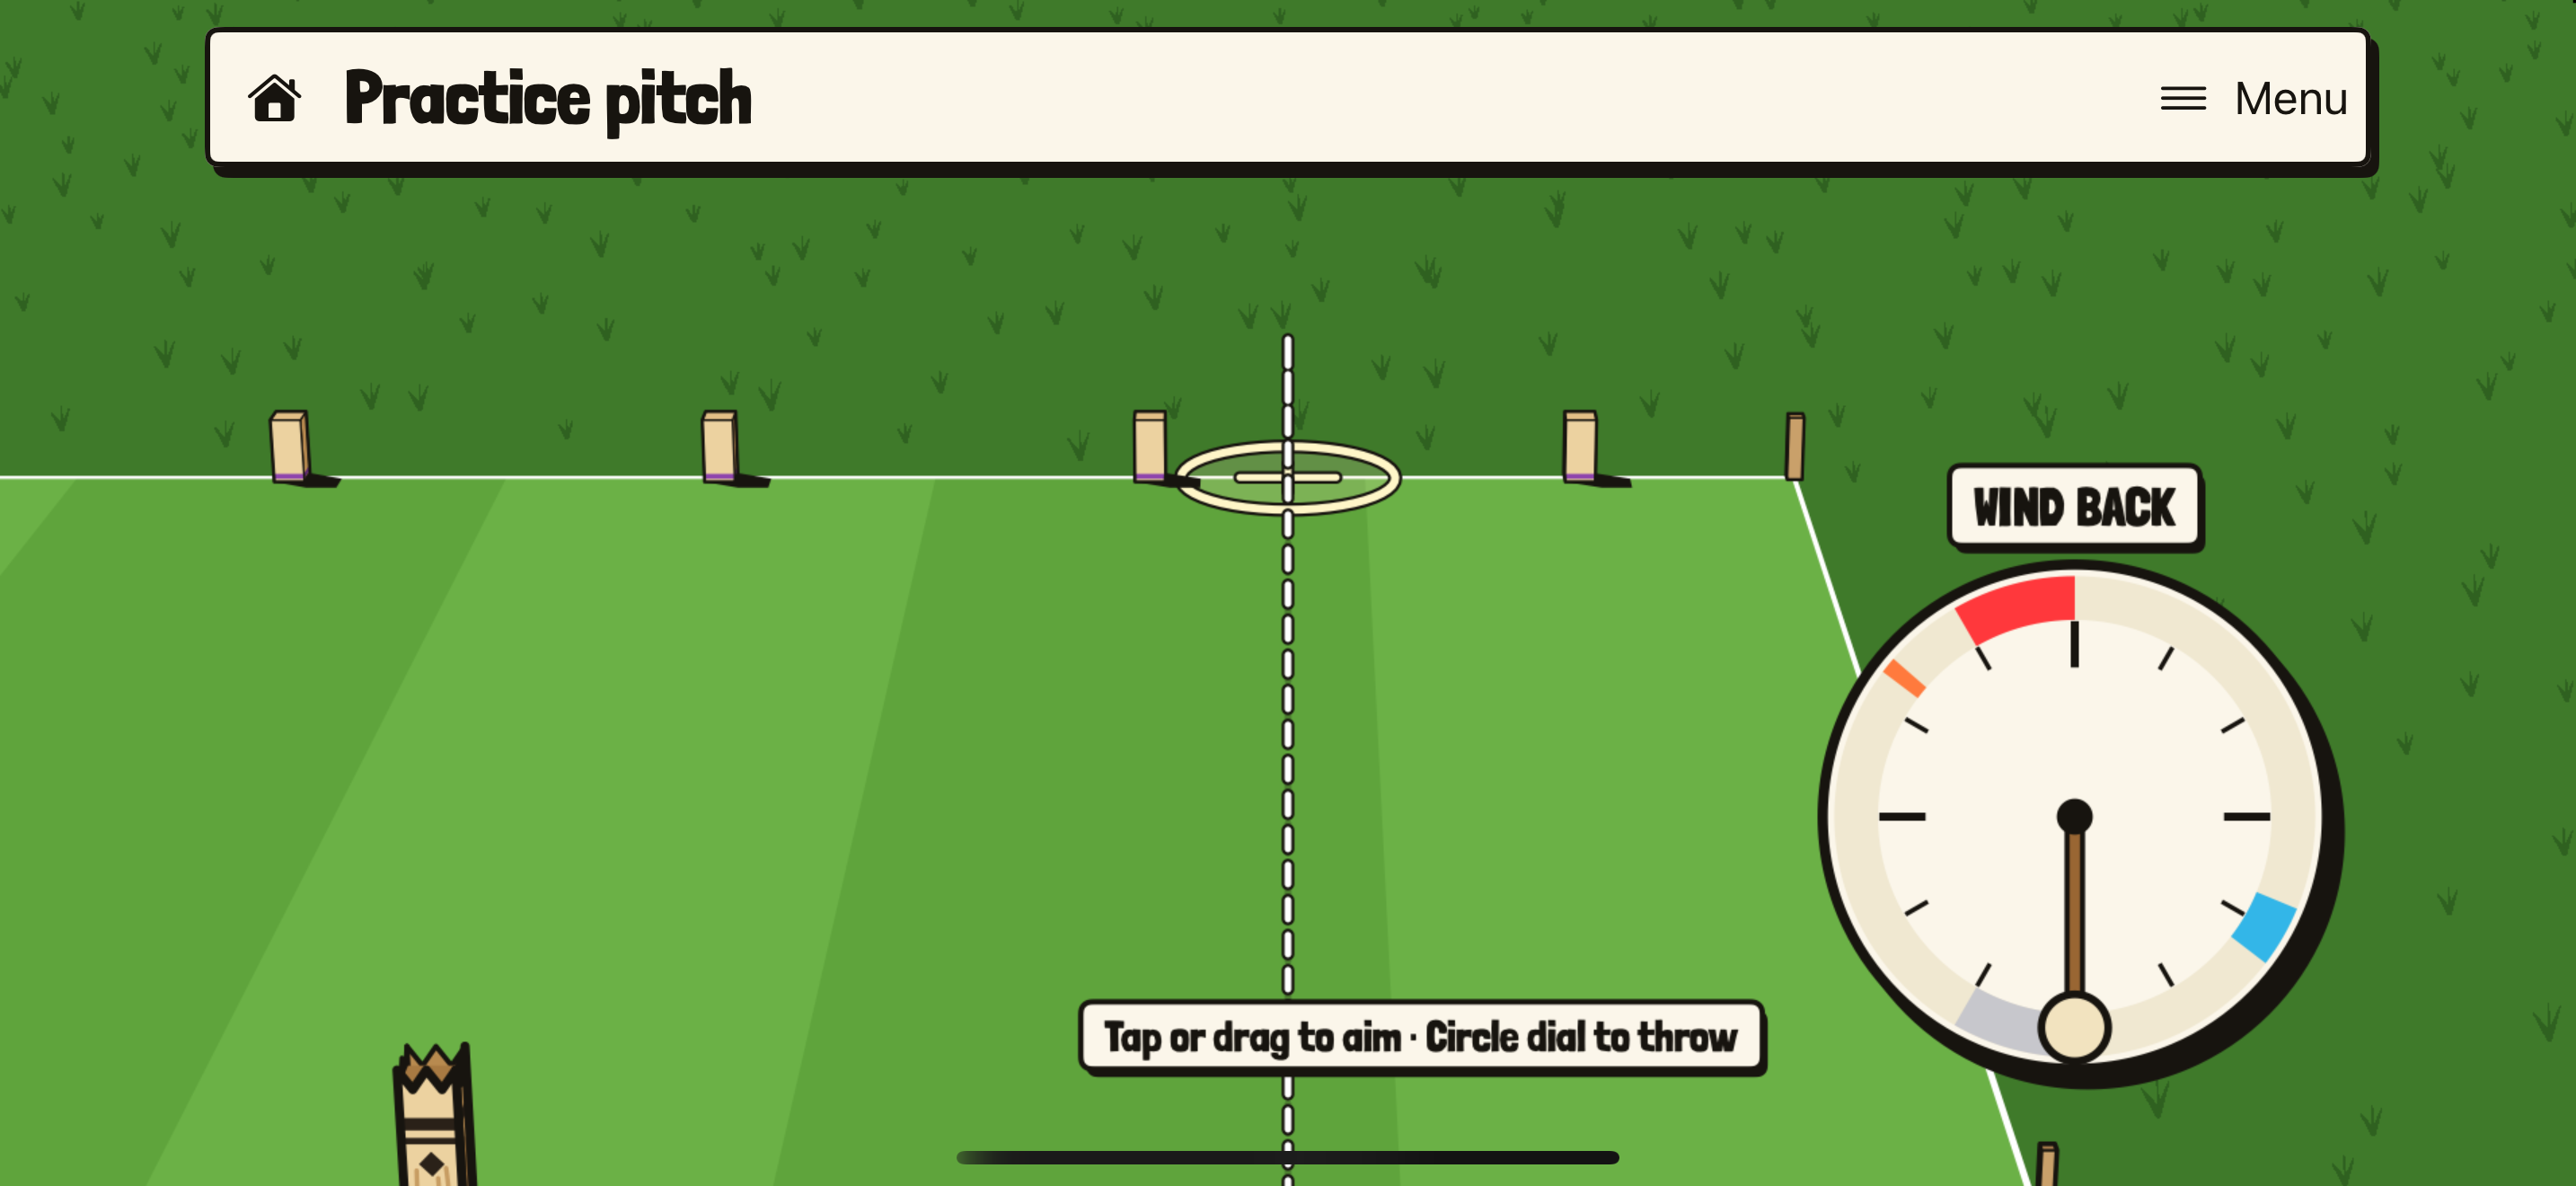 Practice pitch
Menu
WIND BACK
Tap or drag to aim · Circle dial to throw